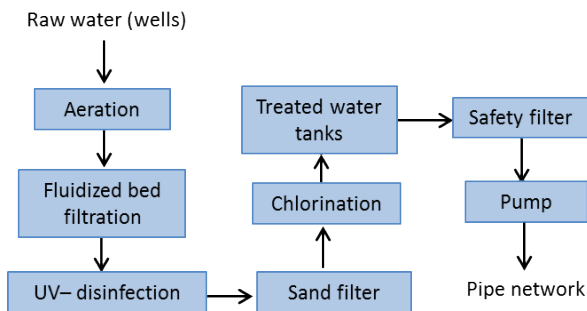 Raw water (wells)
Aeration
Fluidized bed
filtration
UV– disinfection
Sand filter
Chlorination
Treated water
tanks
Safety filter
Pump
Pipe network